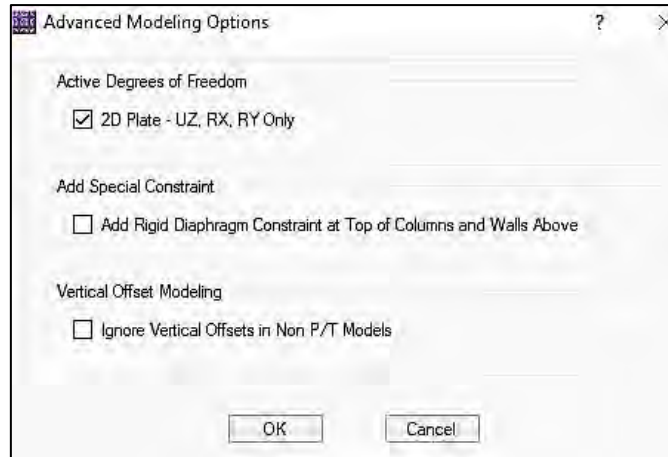 Advanced Modeling Options ? ×
Active Degrees of Freedom
2D Plate - UZ, RX, RY Only
Add Special Constraint
Add Rigid Diaphragm Constraint at Top of Columns and Walls Above
Vertical Offset Modeling
Ignore Vertical Offsets in Non P/T Models
OK Cancel